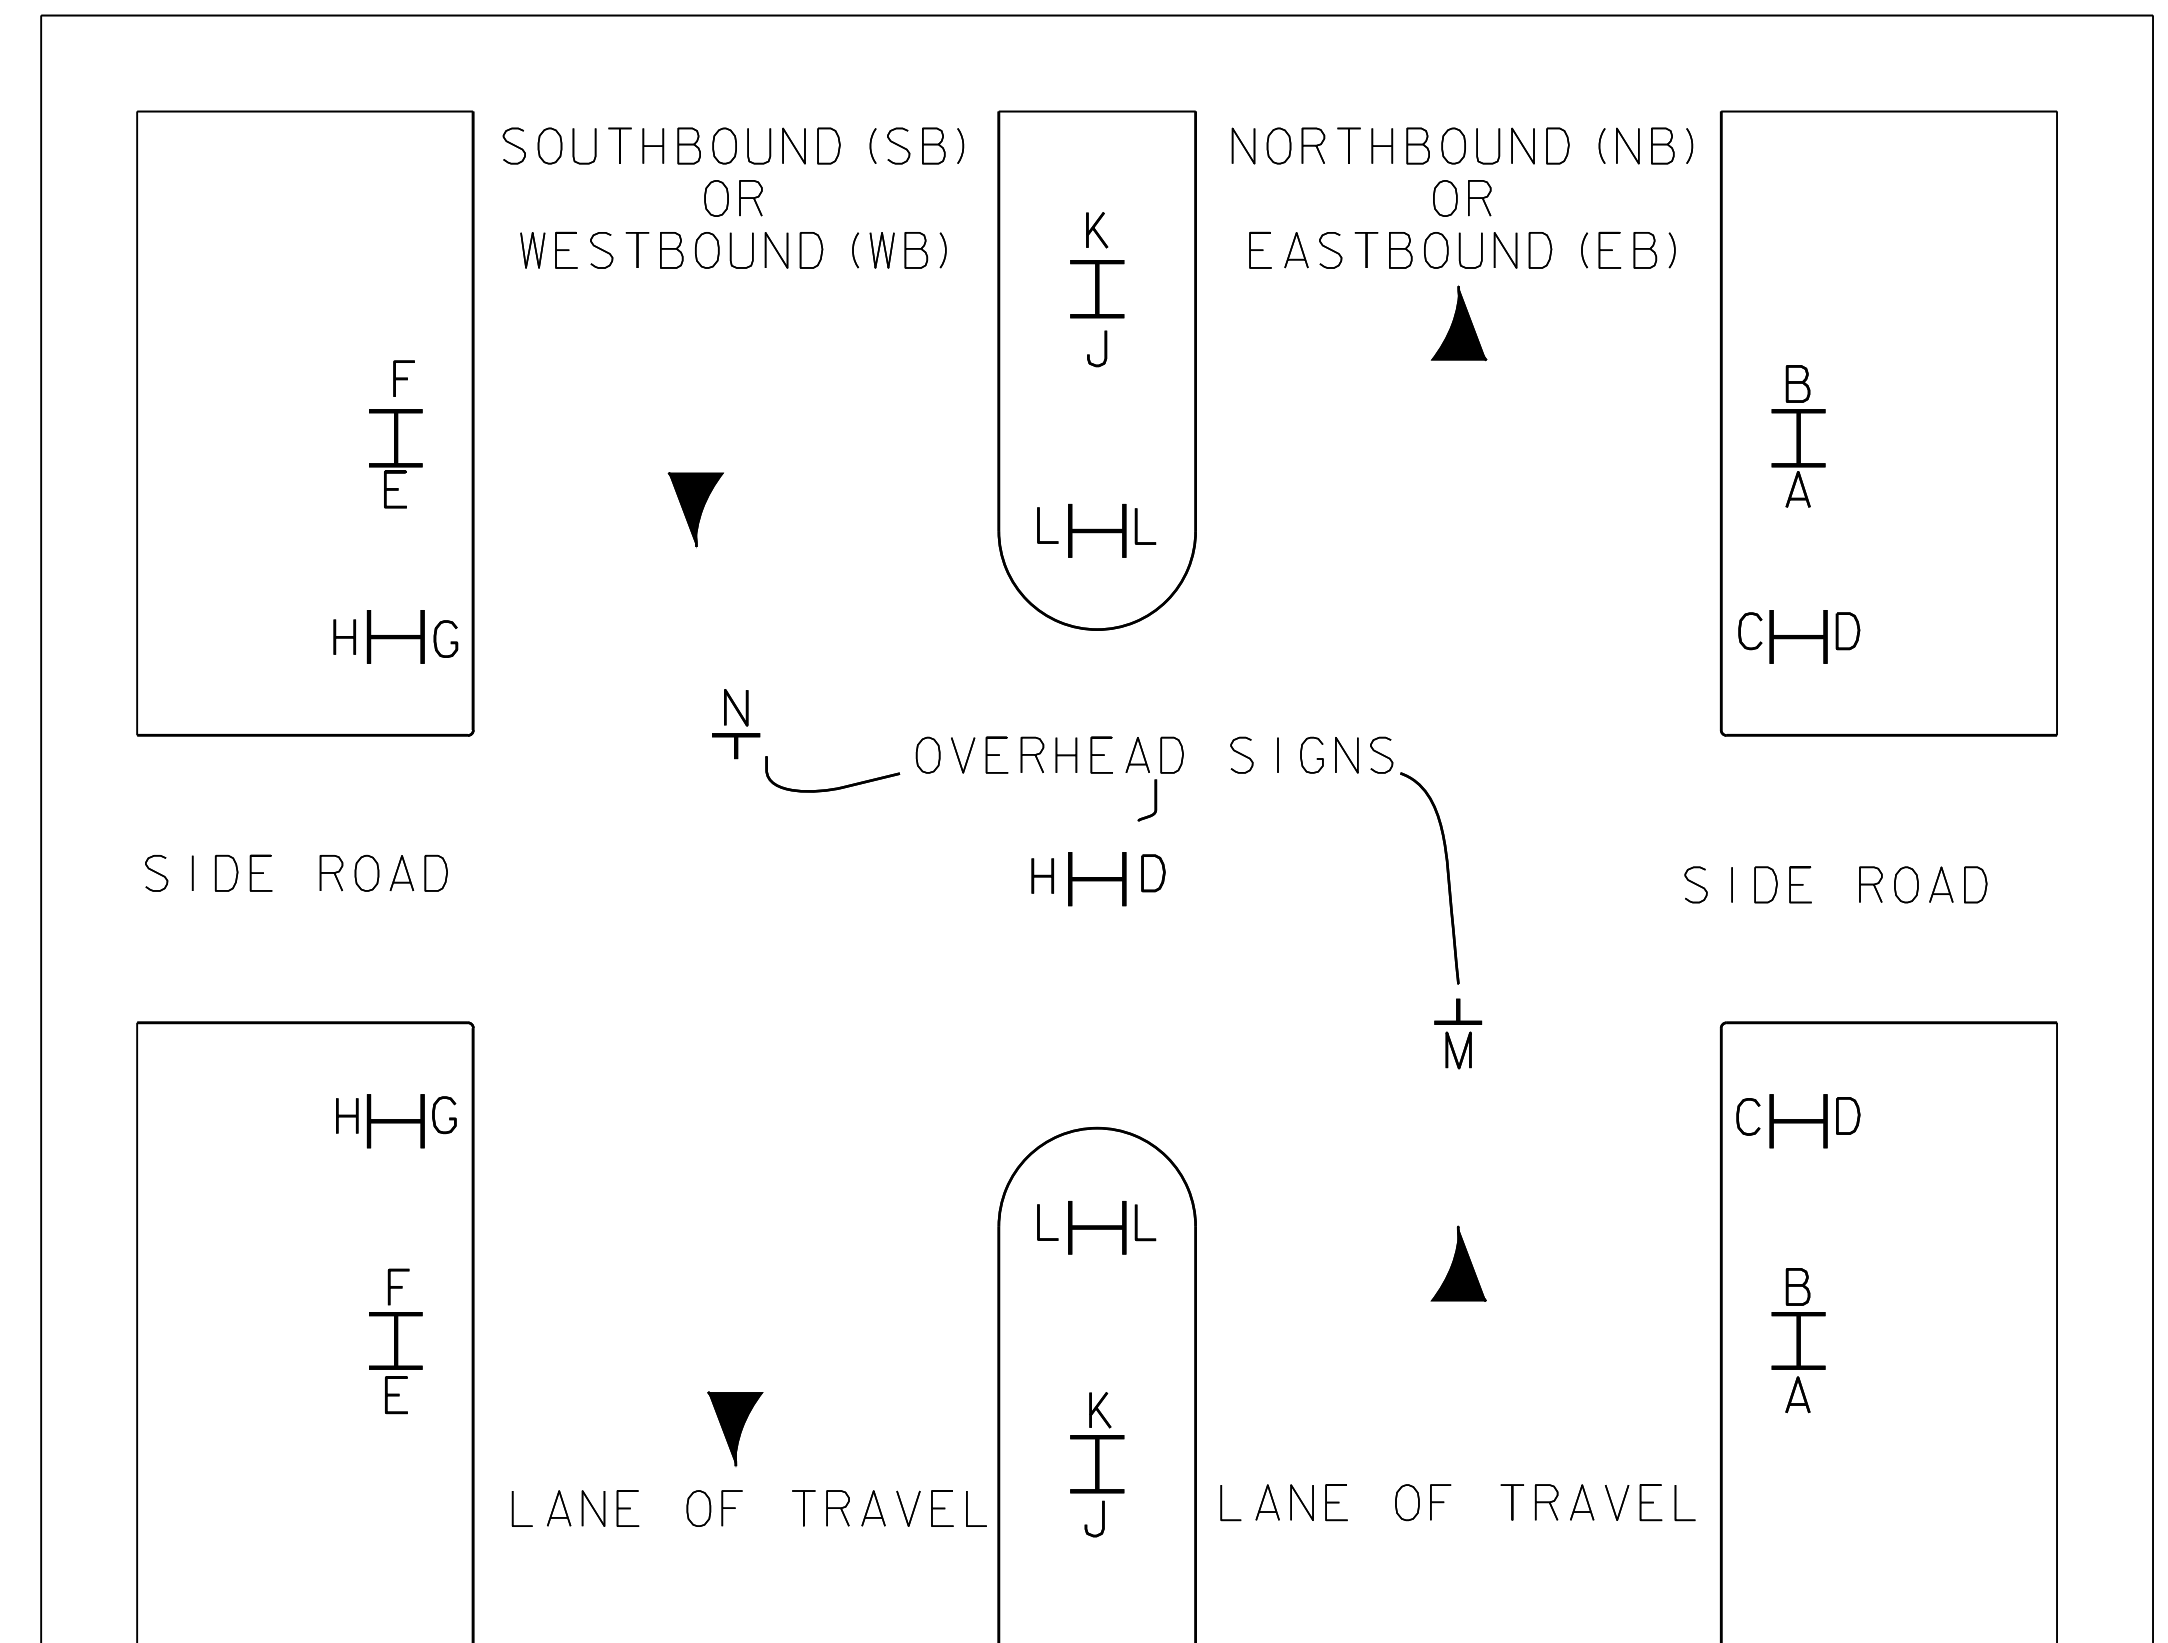 SOUTHBOUND (SB) NORTHBOUND (NB)
OR OR
WESTBOUND (WB) EASTBOUND (EB)
K
J
F B
E A
L L
H G C D
N
OVERHEAD SIGNS
SIDE ROAD H D SIDE ROAD
M
H G C D
L L
F B
E A
K
LANE OF TRAVEL LANE OF TRAVEL
J